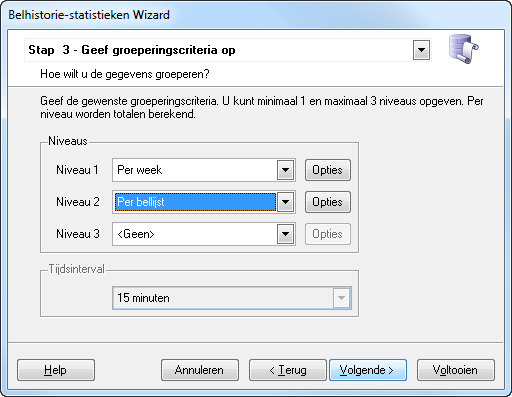 Belhistorie-statistieken Wizard
Stap 3 - Geef groeperingscriteria op
Hoe wilt u de gegevens groeperen?
Geef de gewenste groeperingscriteria. U kunt minimaal 1 en maximaal 3 niveaus opgeven. Per
niveau worden totalen berekend.
Niveaus
Niveau 1 Per week Opties
Niveau 2 Per bellijst Opties
Niveau 3 <Geen> Opties
Tijdsinterval
15 minuten
Help Annuleren < Terug Volgende > Voltooien